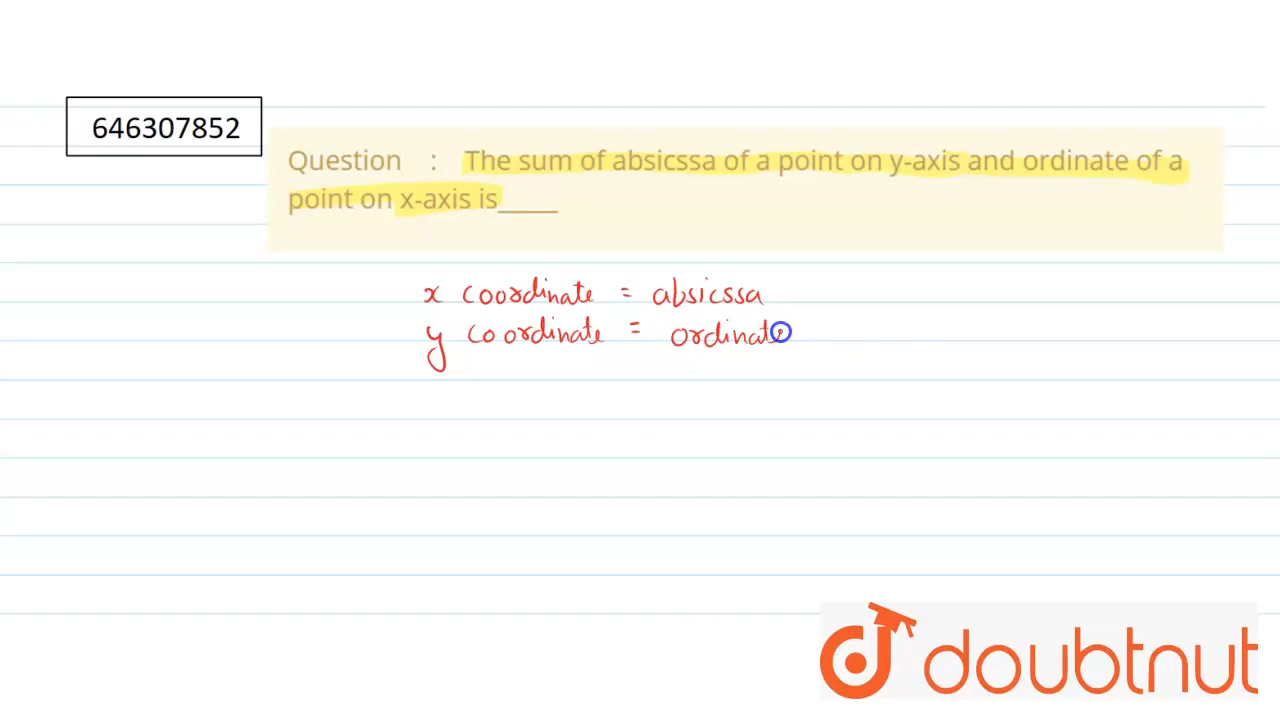 646307852
Question : The sum of absicssa of a point on y-axis and ordinate of a
point on x-axis is_____
x coordinate = absicssa
y coordinate = ordinate
doubtnut